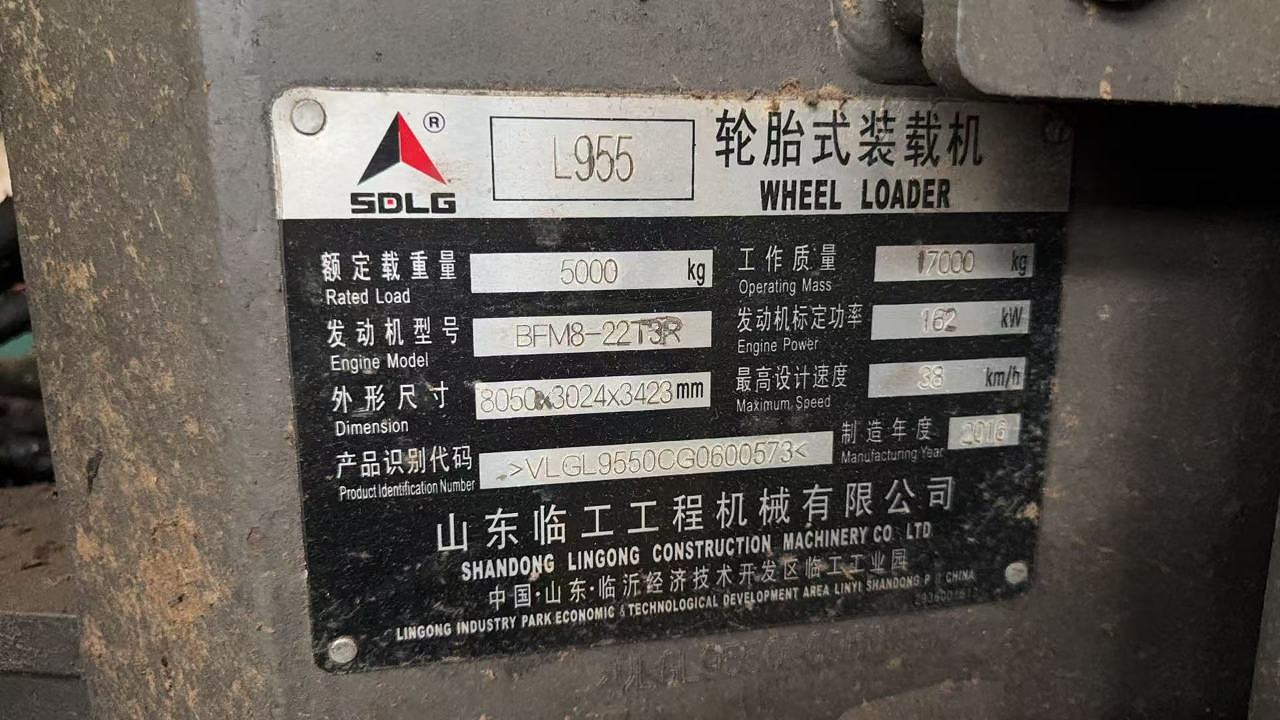 SDLG ®
L955
轮胎式装载机
WHEEL LOADER
额定载重量 5000 kg
Rated Load
工作质量 17000 kg
Operating Mass
发动机型号 BFM8-22T3R
Engine Model
发动机标定功率 162 kW
Engine Power
外形尺寸 8050x3024x3423 mm
Dimension
最高设计速度 38 km/h
Maximum Speed
产品识别代码 >VLGL9550CG0600573<
Product Identification Number
制造年度 2016
Manufacturing Year
山东临工工程机械有限公司
SHANDONG LINGONG CONSTRUCTION MACHINERY CO LTD
中国·山东·临沂经济技术开发区临工工业园
LINGONG INDUSTRY PARK ECONOMIC & TECHNOLOGICAL DEVELOPMENT AREA LINYI SHANDONG P CHINA